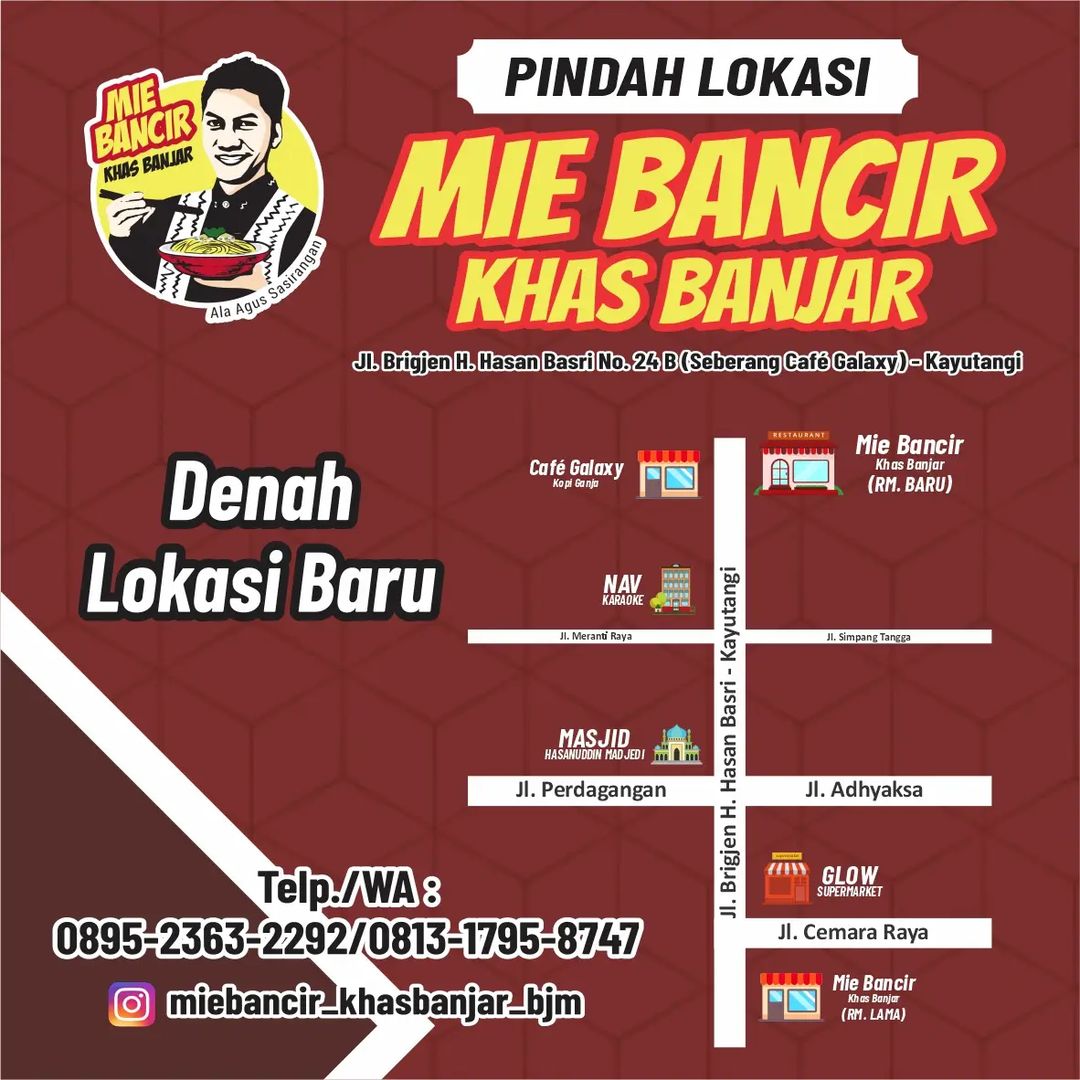 PINDAH LOKASI
MIE
BANCIR
KHAS BANJAR
Ala Agus Sasirangan
MIE BANCIR
KHAS BANJAR
Jl. Brigjen H. Hasan Basri No. 24 B (Seberang Café Galaxy) - Kayutangi
Denah
Lokasi Baru
Café Galaxy
Kopi Ganja
RESTAURANT
Mie Bancir
Khas Banjar
(RM. BARU)
NAV
KARAOKE
Jl. Meranti Raya
Jl. Simpang Tangga
Jl. Brigjen H. Hasan Basri - Kayutangi
MASJID
HASANUDDIN MADJEDI
Jl. Perdagangan
Jl. Adhyaksa
GLOW
SUPERMARKET
Jl. Cemara Raya
Mie Bancir
Khas Banjar
(RM. LAMA)
Telp./WA :
0895-2363-2292/0813-1795-8747
miebancir_khasbanjar_bjm